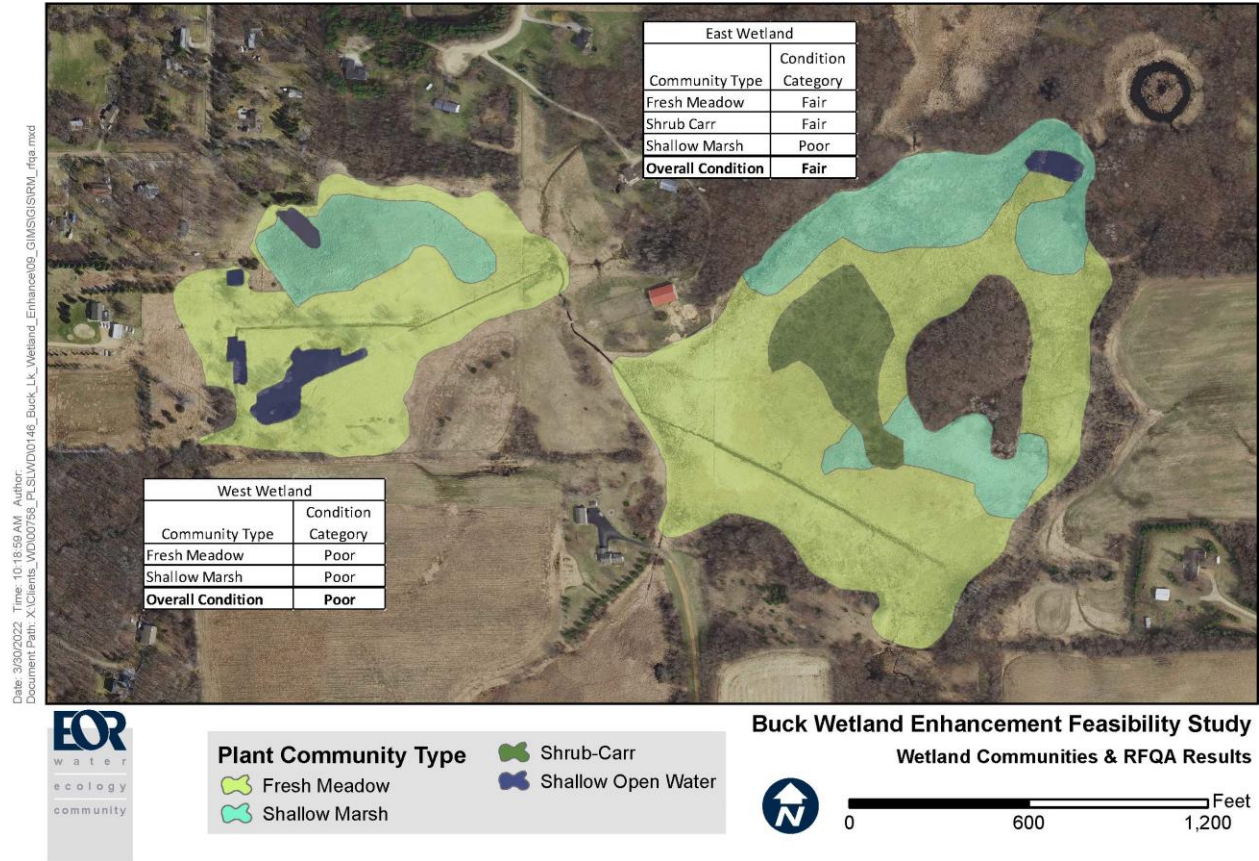 East Wetland
Community Type Condition Category
Fresh Meadow Fair
Shrub Carr Fair
Shallow Marsh Poor
Overall Condition Fair
West Wetland
Community Type Condition Category
Fresh Meadow Poor
Shallow Marsh Poor
Overall Condition Poor
Date: 3/30/2022 Time: 10:18:59 AM Author:
Document Path: X:\Clients_WD\00758_PLSLWD\0146_Buck_Lk_Wetland_Enhance\09_GIMS\GIS\RM_rfqa.mxd
EOR
water
ecology
community
Plant Community Type
Fresh Meadow
Shallow Marsh
Shrub-Carr
Shallow Open Water
Buck Wetland Enhancement Feasibility Study
Wetland Communities & RFQA Results
N
Feet
0 600 1,200